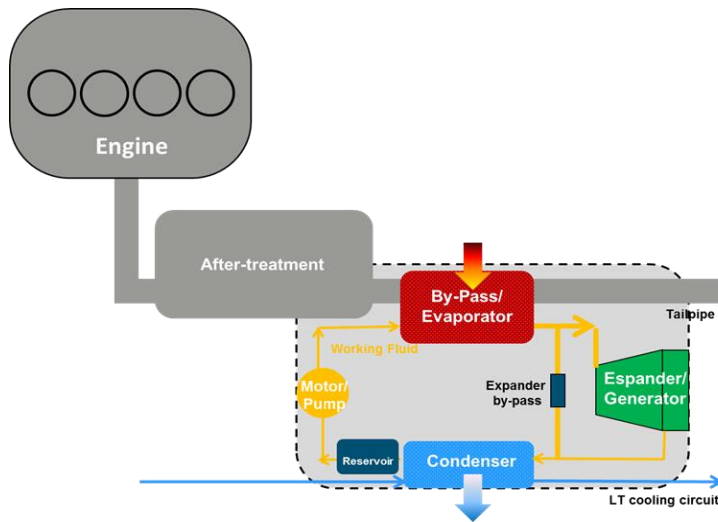 Engine
After-treatment
By-Pass/
Evaporator
Tailpipe
Working Fluid
Motor/
Pump
Expander
by-pass
Espander/
Generator
Reservoir
Condenser
LT cooling circuit